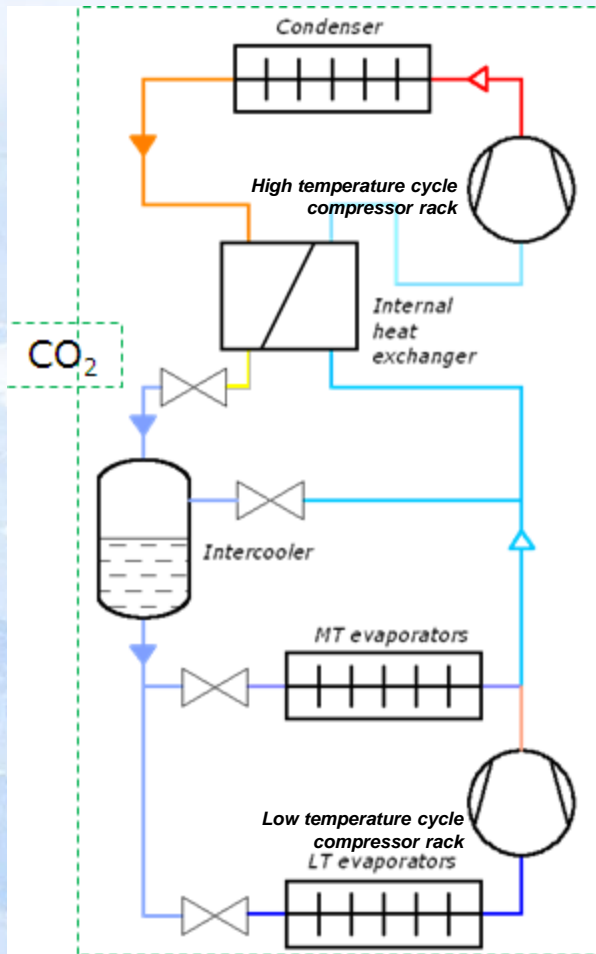 Condenser
High temperature cycle
compressor rack
Internal
heat
exchanger
CO₂
Intercooler
MT evaporators
Low temperature cycle
compressor rack
LT evaporators